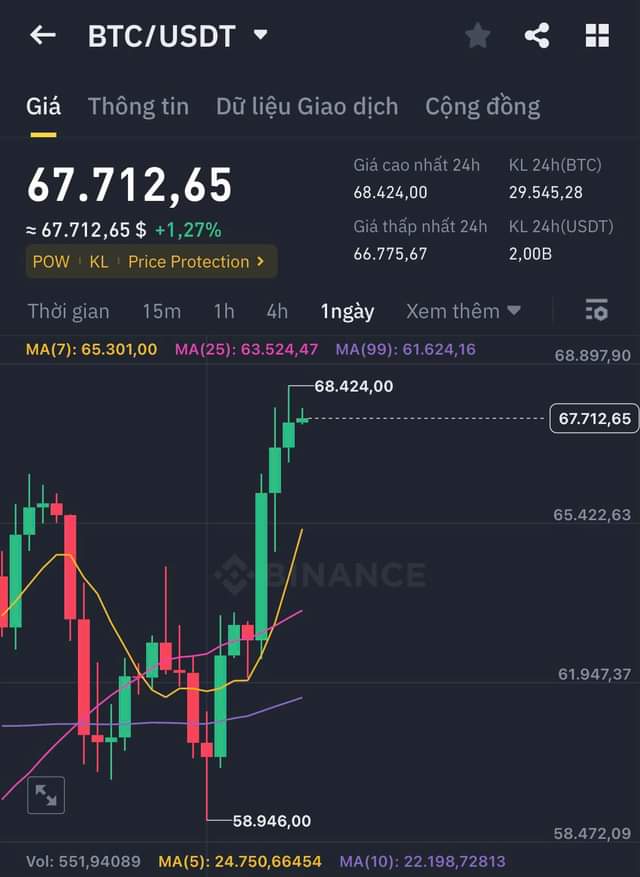 BTC/USDT
Giá Thông tin Dữ liệu Giao dịch Cộng đồng
67.712,65
≈ 67.712,65 $ +1,27%
POW KL Price Protection
Giá cao nhất 24h KL 24h(BTC)
68.424,00 29.545,28
Giá thấp nhất 24h KL 24h(USDT)
66.775,67 2,00B
Thời gian 15m 1h 4h 1ngày Xem thêm
MA(7): 65.301,00 MA(25): 63.524,47 MA(99): 61.624,16
68.897,90
68.424,00
67.712,65
65.422,63
BINANCE
61.947,37
58.946,00
58.472,09
Vol: 551,94089 MA(5): 24.750,66454 MA(10): 22.198,72813